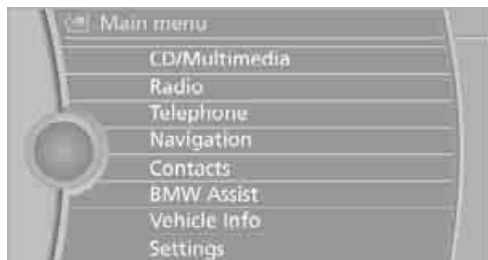 Main menu
CD/Multimedia
Radio
Telephone
Navigation
Contacts
BMW Assist
Vehicle Info
Settings